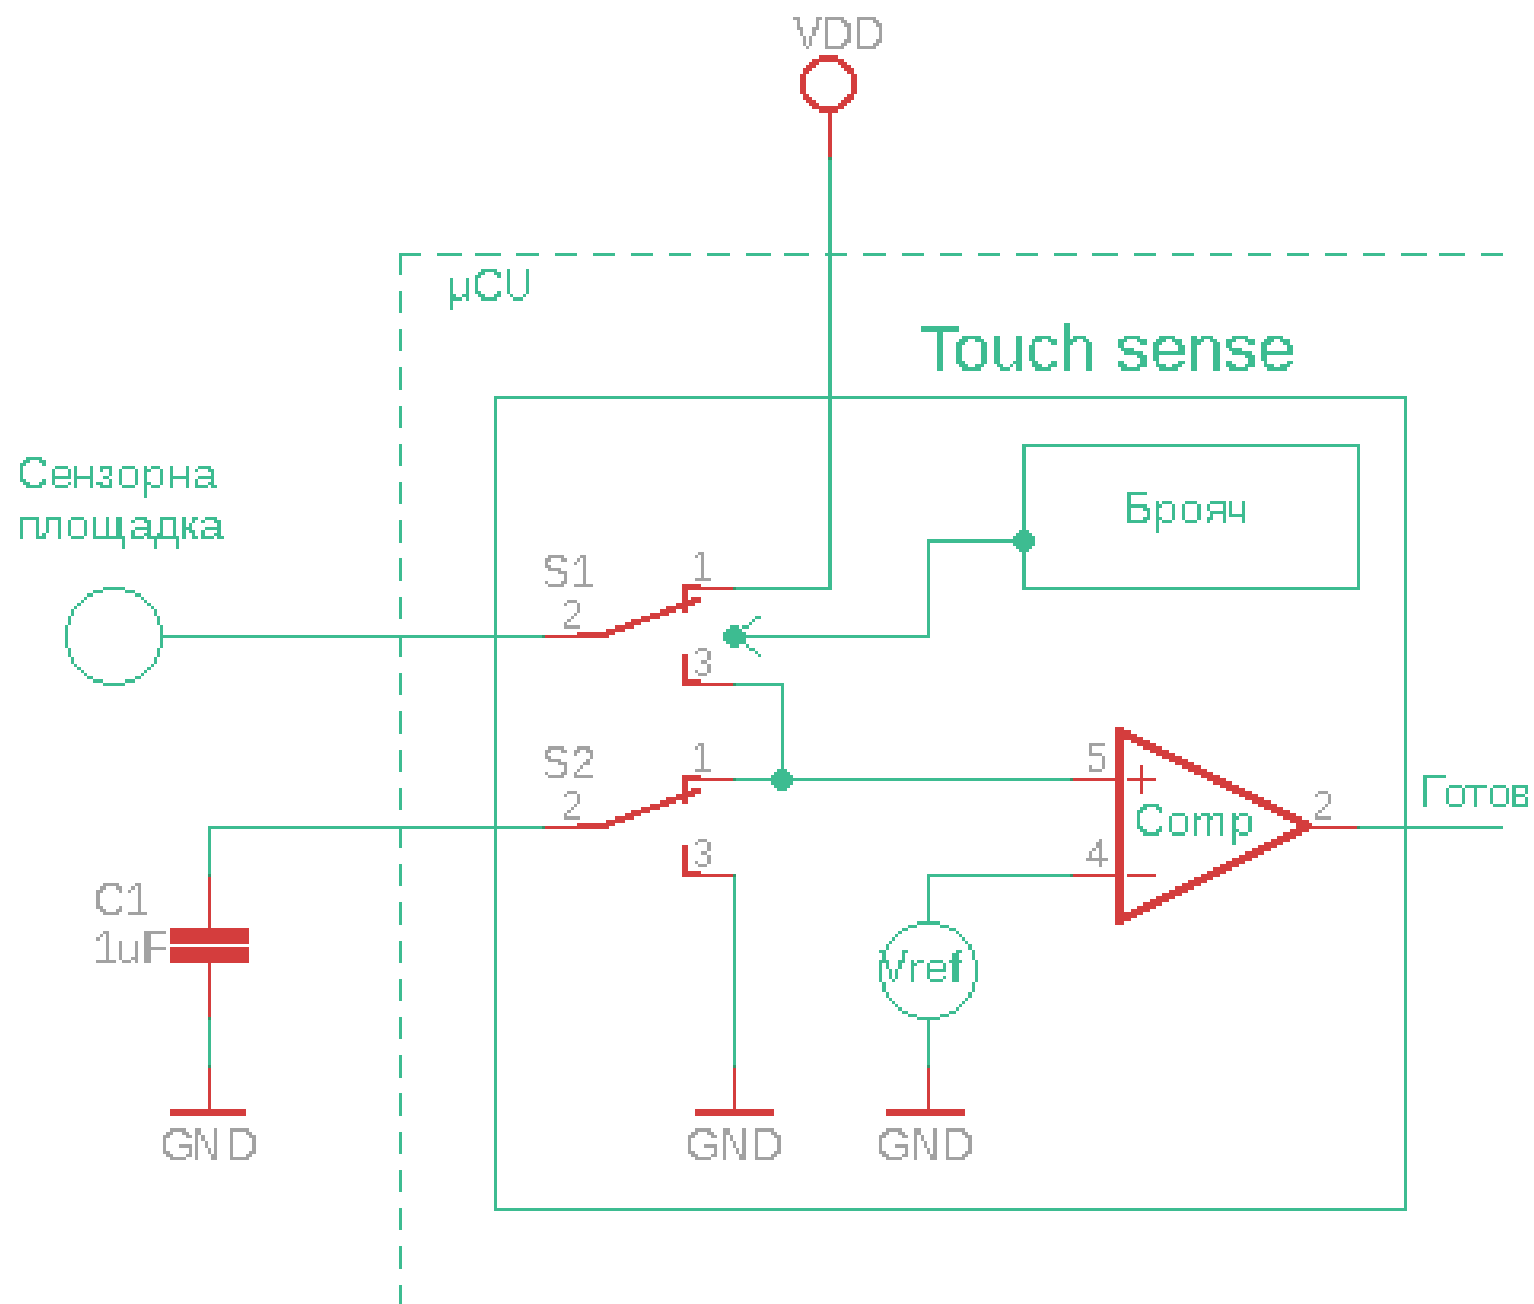 VDD
µCU
Touch sense
Сензорна
площадка
Брояч
S1
1
2
3
S2
1
2
3
5
Comp
4
2
Готов
C1
1uF
Vref
GND
GND
GND